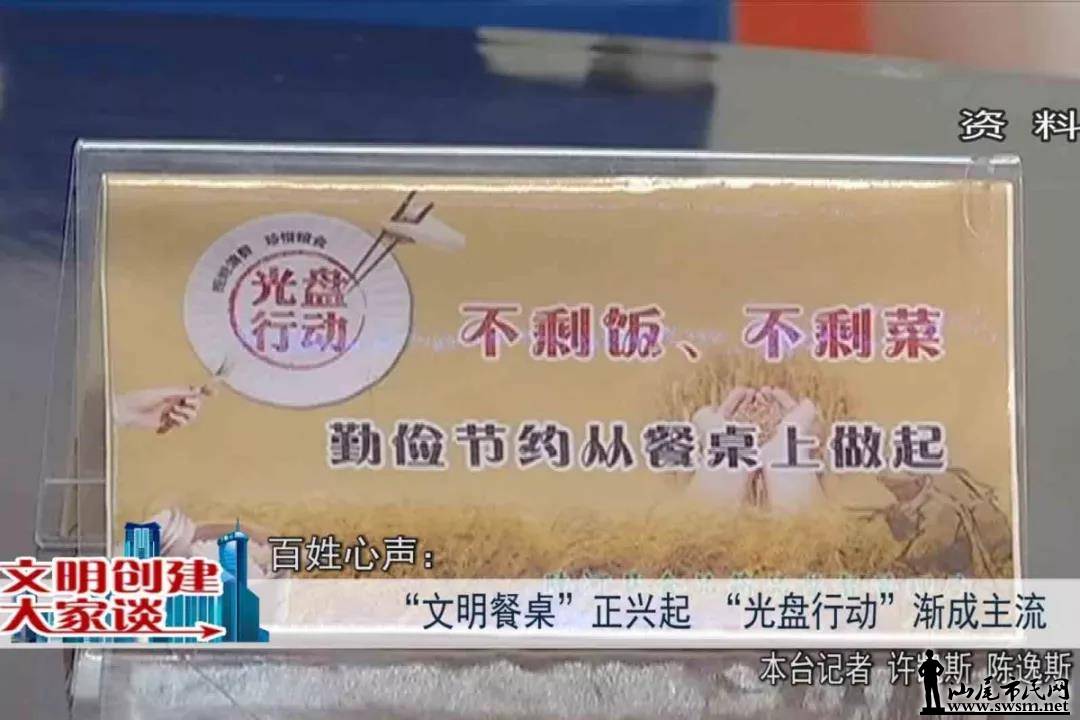 资料
珍惜粮食
光盘
行动
不剩饭、不剩菜
勤俭节约从餐桌上做起
文明创建
大家谈
百姓心声：
“文明餐桌”正兴起 “光盘行动”渐成主流
本台记者 许 斯 陈逸斯
汕尾市民网
www.swsm.net